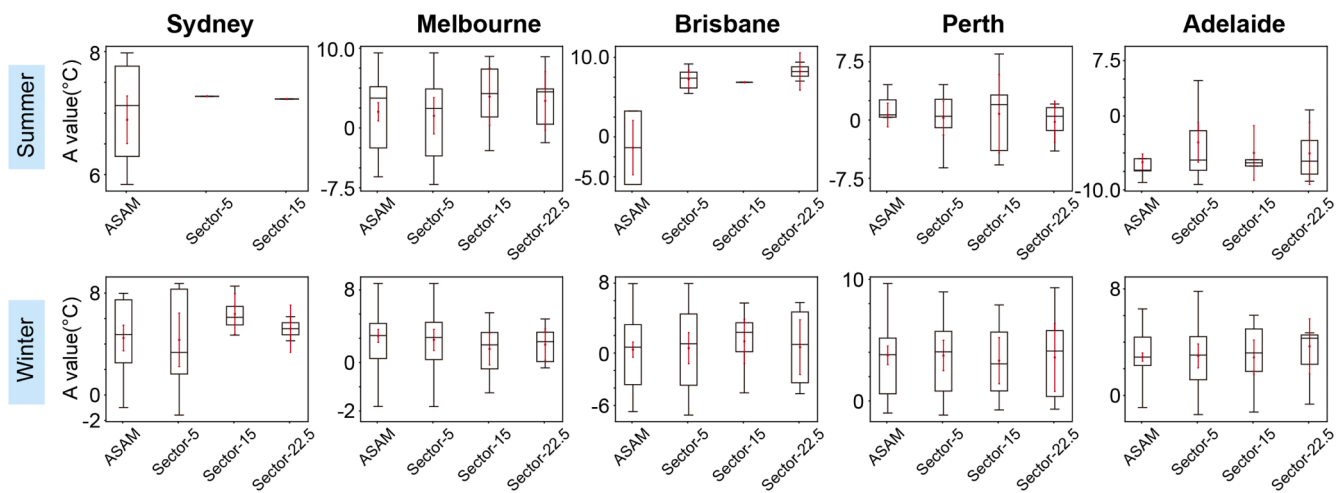 Sydney Melbourne Brisbane Perth Adelaide
Summer
A value(°C)
8
6
ASAM Sector-5 Sector-15
10.0
0
-7.5
ASAM Sector-5 Sector-15 Sector-22.5
10.0
0
-5.0
ASAM Sector-5 Sector-15 Sector-22.5
7.5
0
-7.5
ASAM Sector-5 Sector-15 Sector-22.5
7.5
0
-10.0
ASAM Sector-5 Sector-15 Sector-22.5
Winter
A value(°C)
8
0
-2
ASAM Sector-5 Sector-15 Sector-22.5
8
0
-2
ASAM Sector-5 Sector-15 Sector-22.5
8
0
-6
ASAM Sector-5 Sector-15 Sector-22.5
10
0
ASAM Sector-5 Sector-15 Sector-22.5
8
0
ASAM Sector-5 Sector-15 Sector-22.5